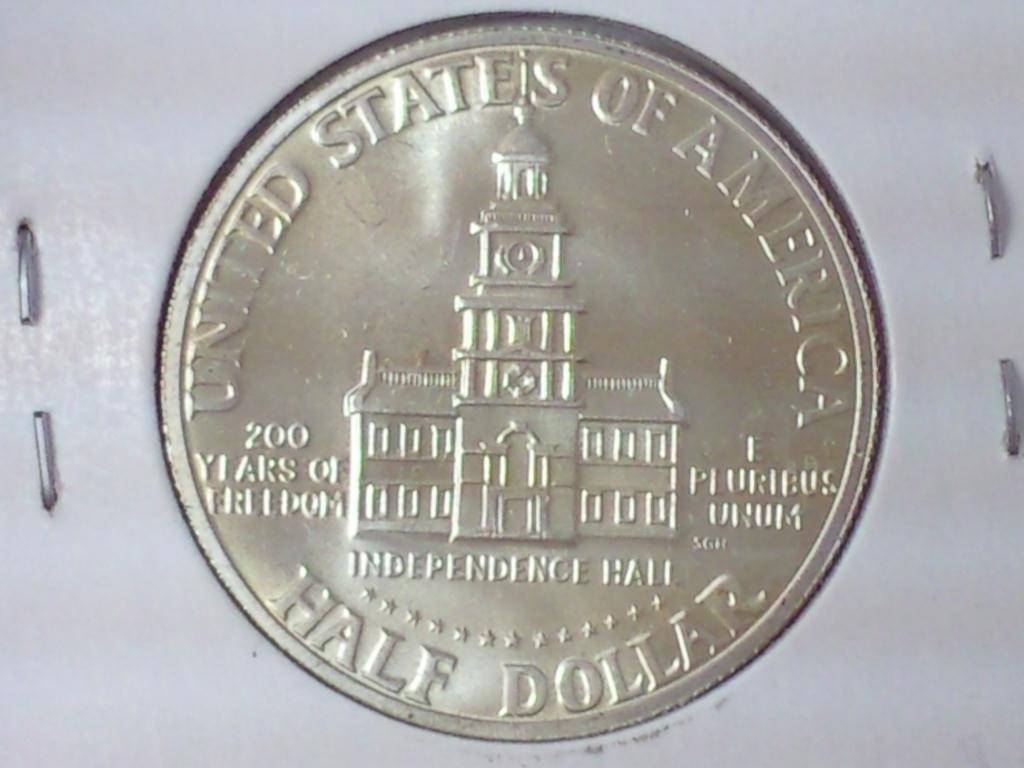 UNITED STATES OF AMERICA
200
YEARS OF
FREEDOM
E
PLURIBUS
UNUM
SGH
INDEPENDENCE HALL
HALF DOLLAR